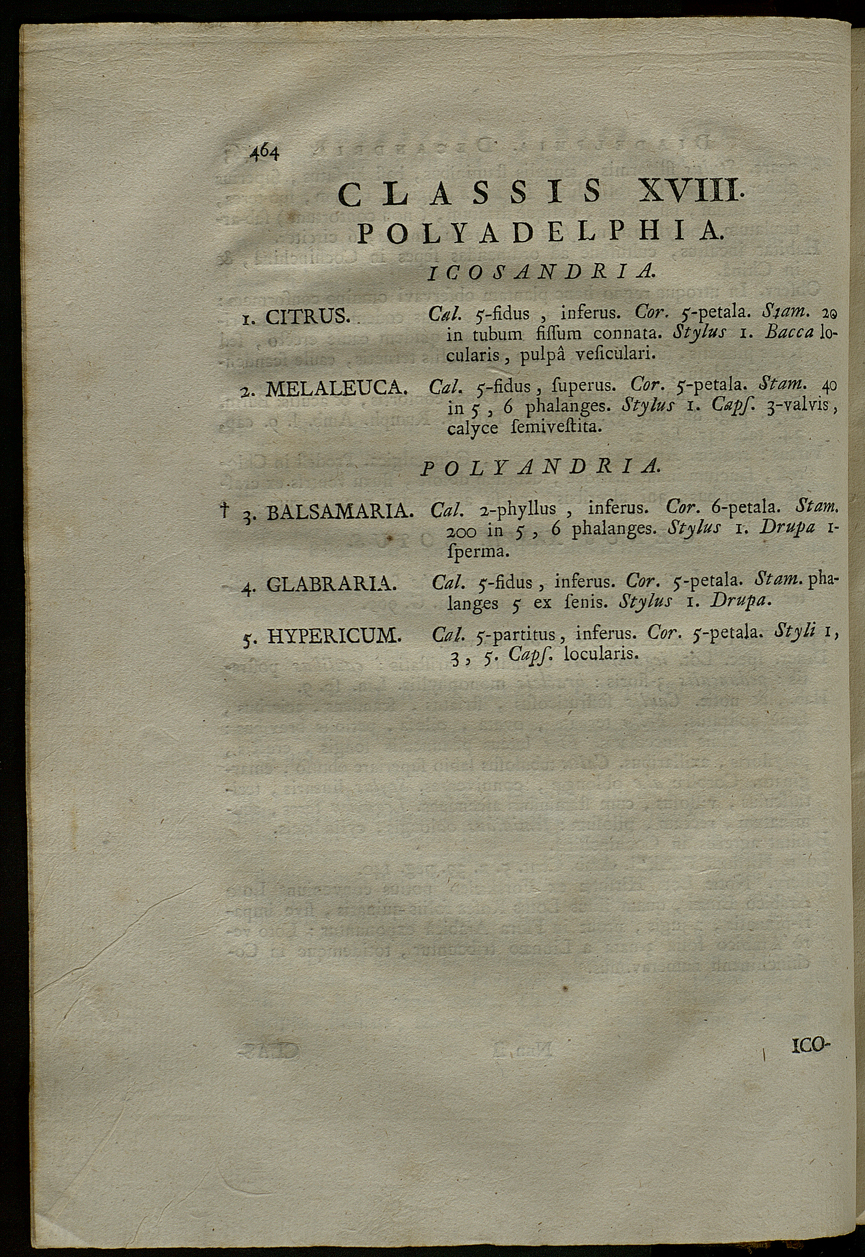 464
CLASSIS XVIII.
POLYADELPHIA.
ICOSANDRIA.
1. CITRUS. Cal. 5-fidus , inferus. Cor. 5-petala. Stam. 20
in tubum fiſſum connata. Stylus 1. Bacca lo-
cularis , pulpâ veſiculari.
2. MELALEUCA. Cal. 5-fidus , ſuperus. Cor. 5-petala. Stam. 40
in 5 , 6 phalanges. Stylus 1. Capſ. 3-valvis ,
calyce ſemiveſtita.
POLYANDRIA.
† 3. BALSAMARIA. Cal. 2-phyllus , inferus. Cor. 6-petala. Stam.
200 in 5 , 6 phalanges. Stylus 1. Drupa 1-
ſperma.
4. GLABRARIA. Cal. 5-fidus , inferus. Cor. 5-petala. Stam. pha-
langes 5 ex ſenis. Stylus 1. Drupa.
5. HYPERICUM. Cal. 5-partitus , inferus. Cor. 5-petala. Styli 1 ,
3 , 5. Capſ. locularis.
ICO-